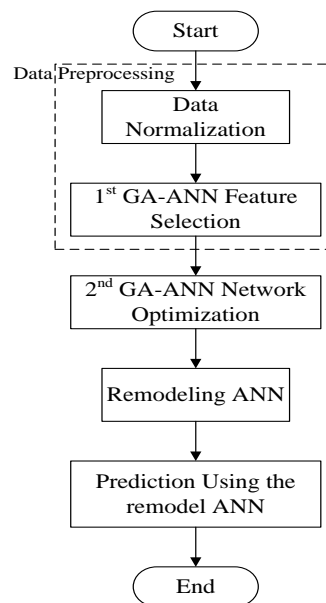 Start
Data Preprocessing
Data
Normalization
1st GA-ANN Feature
Selection
2nd GA-ANN Network
Optimization
Remodeling ANN
Prediction Using the
remodel ANN
End